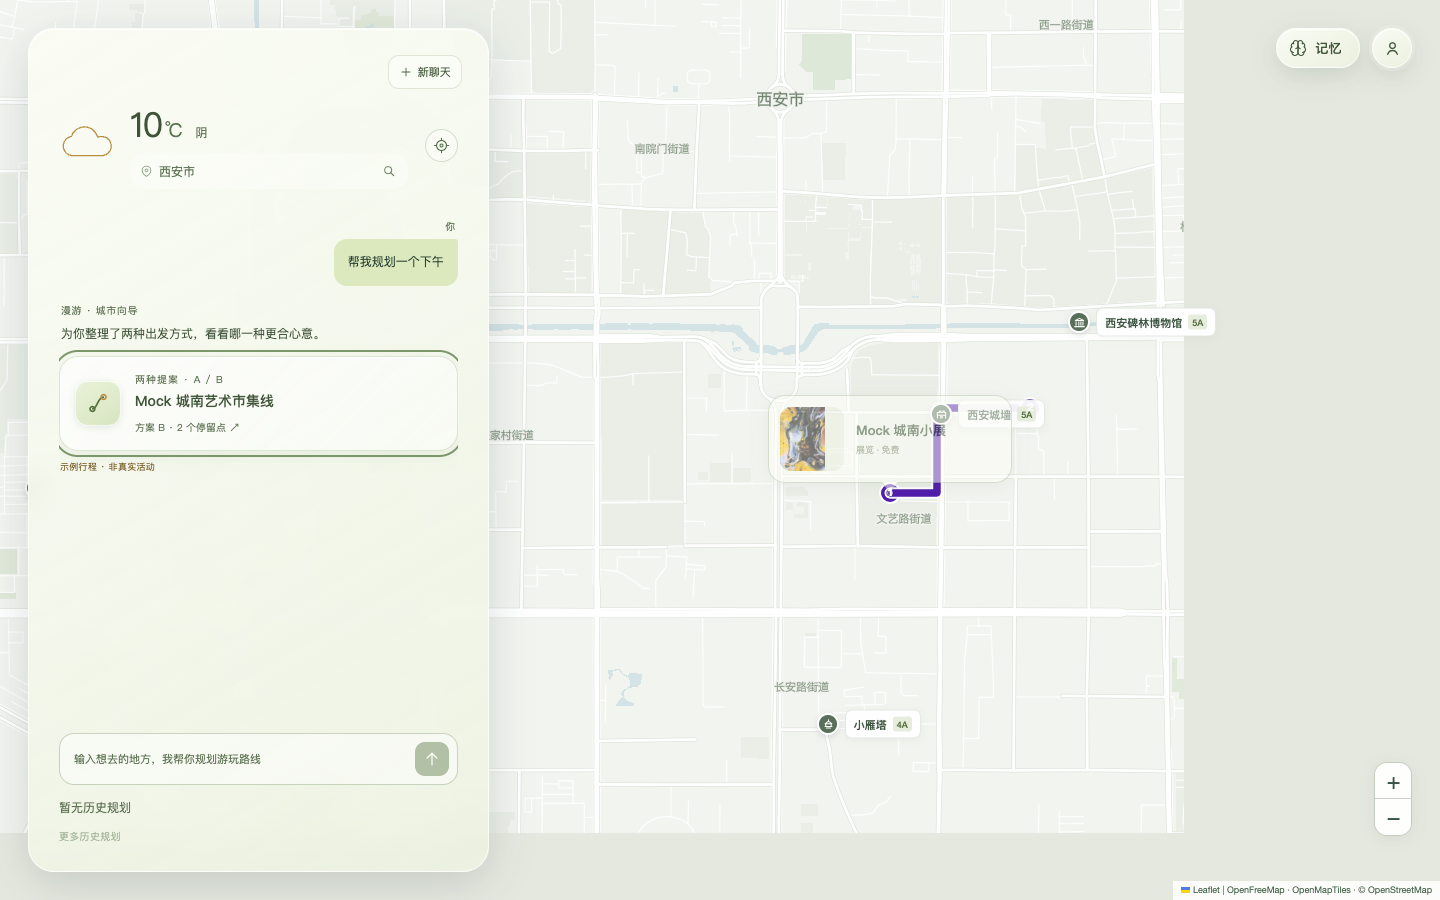 新聊天
10℃ 阴
西安市
你
帮我规划一个下午
漫游 · 城市向导
为你整理了两种出发方式，看看哪一种更合心意。
两种提案 · A / B
Mock 城南艺术市集线
方案 B · 2 个停留点 ↗
示例行程 · 非真实活动
输入想去的地方，我帮你规划游玩路线
暂无历史规划
更多历史规划
西一路街道
记忆
西安市
南院门街道
西安碑林博物馆 5A
西安城墙 5A
Mock 城南小展
展览 · 免费
家村街道
文艺路街道
长安路街道
小雁塔 4A
+
−
Leaflet | OpenFreeMap · OpenMapTiles · © OpenStreetMap